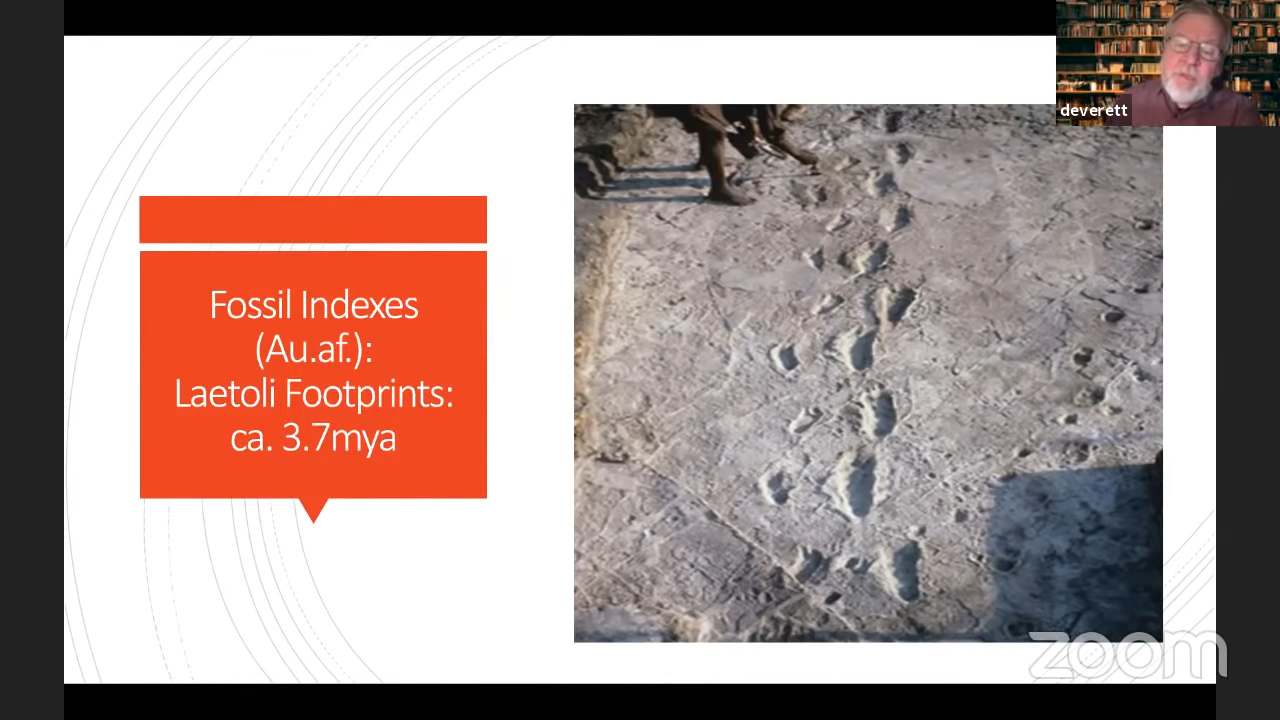 deverett
Fossil Indexes
(Au.af.):
Laetoli Footprints:
ca. 3.7mya
zoom